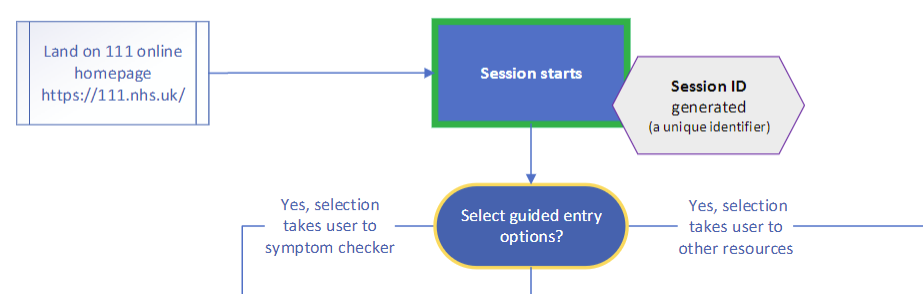 Land on 111 online
homepage
https://111.nhs.uk/
Session starts
Session ID
generated
(a unique identifier)
Select guided entry
options?
Yes, selection
takes user to
symptom checker
Yes, selection
takes user to
other resources